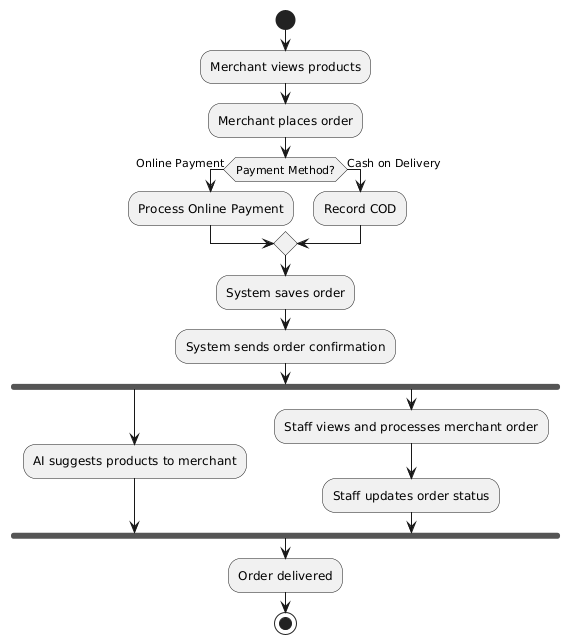 Merchant views products
Merchant places order
Online Payment
Payment Method?
Cash on Delivery
Process Online Payment
Record COD
System saves order
System sends order confirmation
Staff views and processes merchant order
AI suggests products to merchant
Staff updates order status
Order delivered